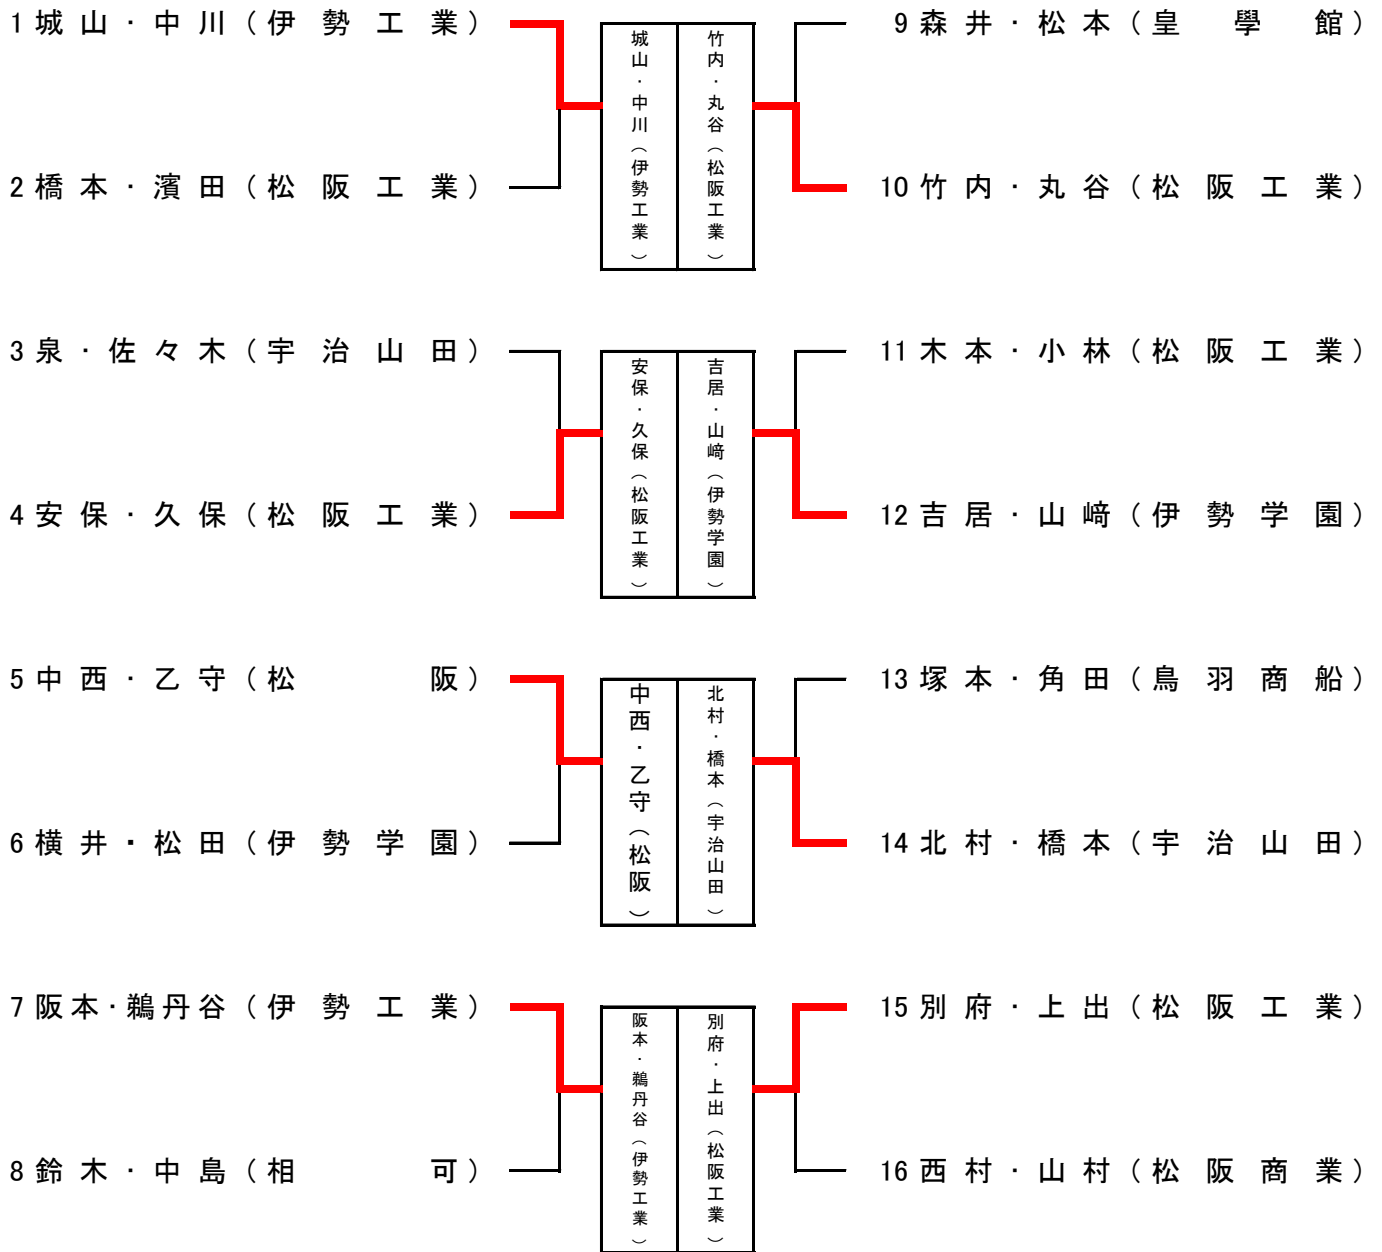 1 城山・中川(伊勢工業)
2 橋本・濱田(松阪工業)
3 泉・佐々木(宇治山田)
4 安保・久保(松阪工業)
5 中西・乙守(松阪)
6 横井・松田(伊勢学園)
7 阪本・鵜丹谷(伊勢工業)
8 鈴木・中島(相可)
城山・中川(伊勢工業)
竹内・丸谷(松阪工業)
安保・久保(松阪工業)
吉居・山﨑(伊勢学園)
中西・乙守(松阪)
北村・橋本(宇治山田)
阪本・鵜丹谷(伊勢工業)
別府・上出(松阪工業)
9 森井・松本(皇學館)
10 竹内・丸谷(松阪工業)
11 木本・小林(松阪工業)
12 吉居・山﨑(伊勢学園)
13 塚本・角田(鳥羽商船)
14 北村・橋本(宇治山田)
15 別府・上出(松阪工業)
16 西村・山村(松阪商業)